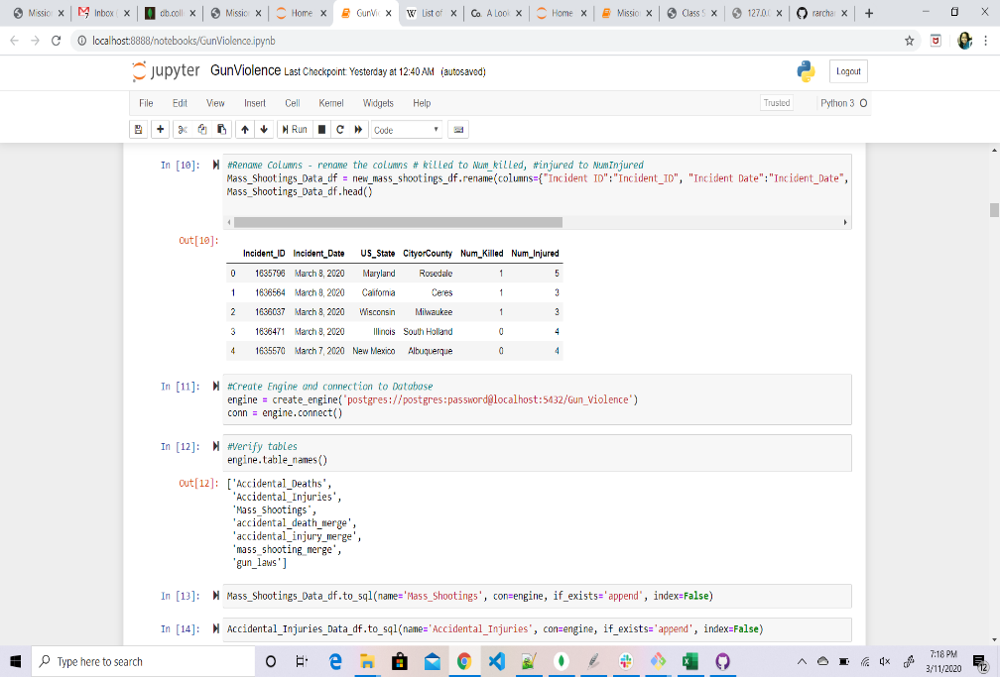 Missio
Inbox
db.coll
Missio
Home
GunVi
List of
A Look
Home
Missio
Class S
127.0.0
rarcha
localhost:8888/notebooks/GunViolence.ipynb
jupyter GunViolence Last Checkpoint: Yesterday at 12:40 AM (autosaved)
Logout
File Edit View Insert Cell Kernel Widgets Help
Trusted Python 3
Run Code
In [10]: #Rename Columns - rename the columns # killed to Num_killed, #injured to NumInjured
Mass_Shootings_Data_df = new_mass_shootings_df.rename(columns={"Incident ID":"Incident_ID", "Incident Date":"Incident_Date",
Mass_Shootings_Data_df.head()
Out[10]:
Incident_ID Incident_Date US_State CityorCounty Num_Killed Num_Injured
0 1635796 March 8, 2020 Maryland Rosedale 1 5
1 1636564 March 8, 2020 California Ceres 1 3
2 1636037 March 8, 2020 Wisconsin Milwaukee 1 3
3 1636471 March 8, 2020 Illinois South Holland 0 4
4 1635570 March 7, 2020 New Mexico Albuquerque 0 4
In [11]: #Create Engine and connection to Database
engine = create_engine('postgres://postgres:password@localhost:5432/Gun_Violence')
conn = engine.connect()
In [12]: #Verify tables
engine.table_names()
Out[12]: ['Accidental_Deaths',
'Accidental_Injuries',
'Mass_Shootings',
'accidental_death_merge',
'accidental_injury_merge',
'mass_shooting_merge',
'gun_laws']
In [13]: Mass_Shootings_Data_df.to_sql(name='Mass_Shootings', con=engine, if_exists='append', index=False)
In [14]: Accidental_Injuries_Data_df.to_sql(name='Accidental_Injuries', con=engine, if_exists='append', index=False)
Type here to search
7:18 PM
3/11/2020
12